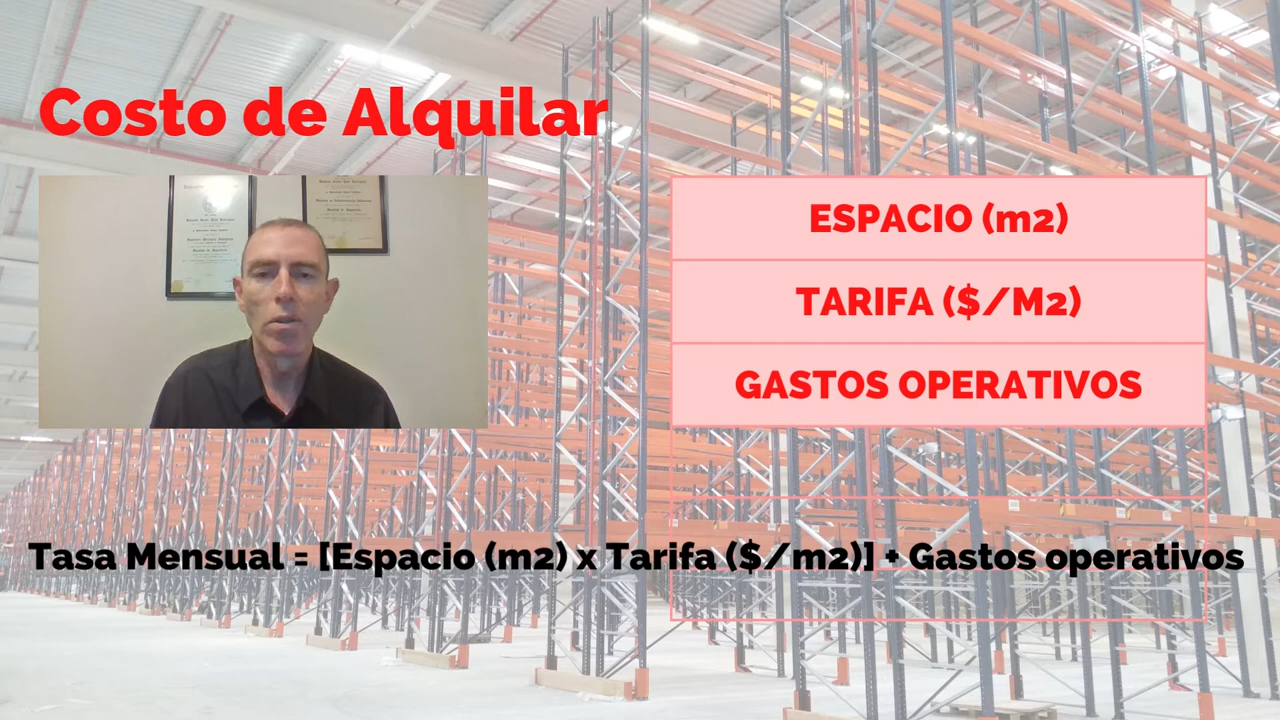 Costo de Alquilar
ESPACIO (m2)
TARIFA ($/M2)
GASTOS OPERATIVOS
Tasa Mensual = [Espacio (m2) x Tarifa ($/m2)] + Gastos operativos